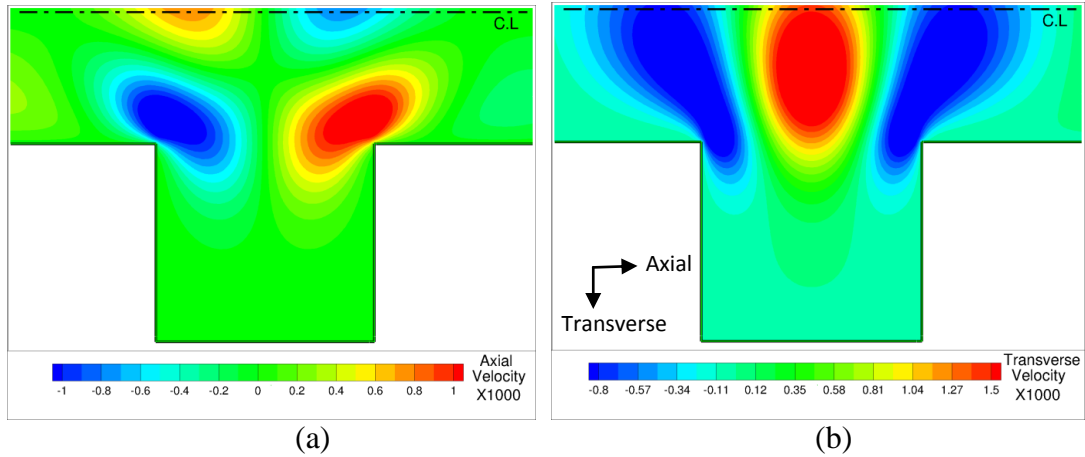 C.L
Axial
Velocity
X1000
-1 -0.8 -0.6 -0.4 -0.2 0 0.2 0.4 0.6 0.8 1
(a)
C.L
Axial
Transverse
Transverse
Velocity
X1000
-0.8 -0.57 -0.34 -0.11 0.12 0.35 0.58 0.81 1.04 1.27 1.5
(b)